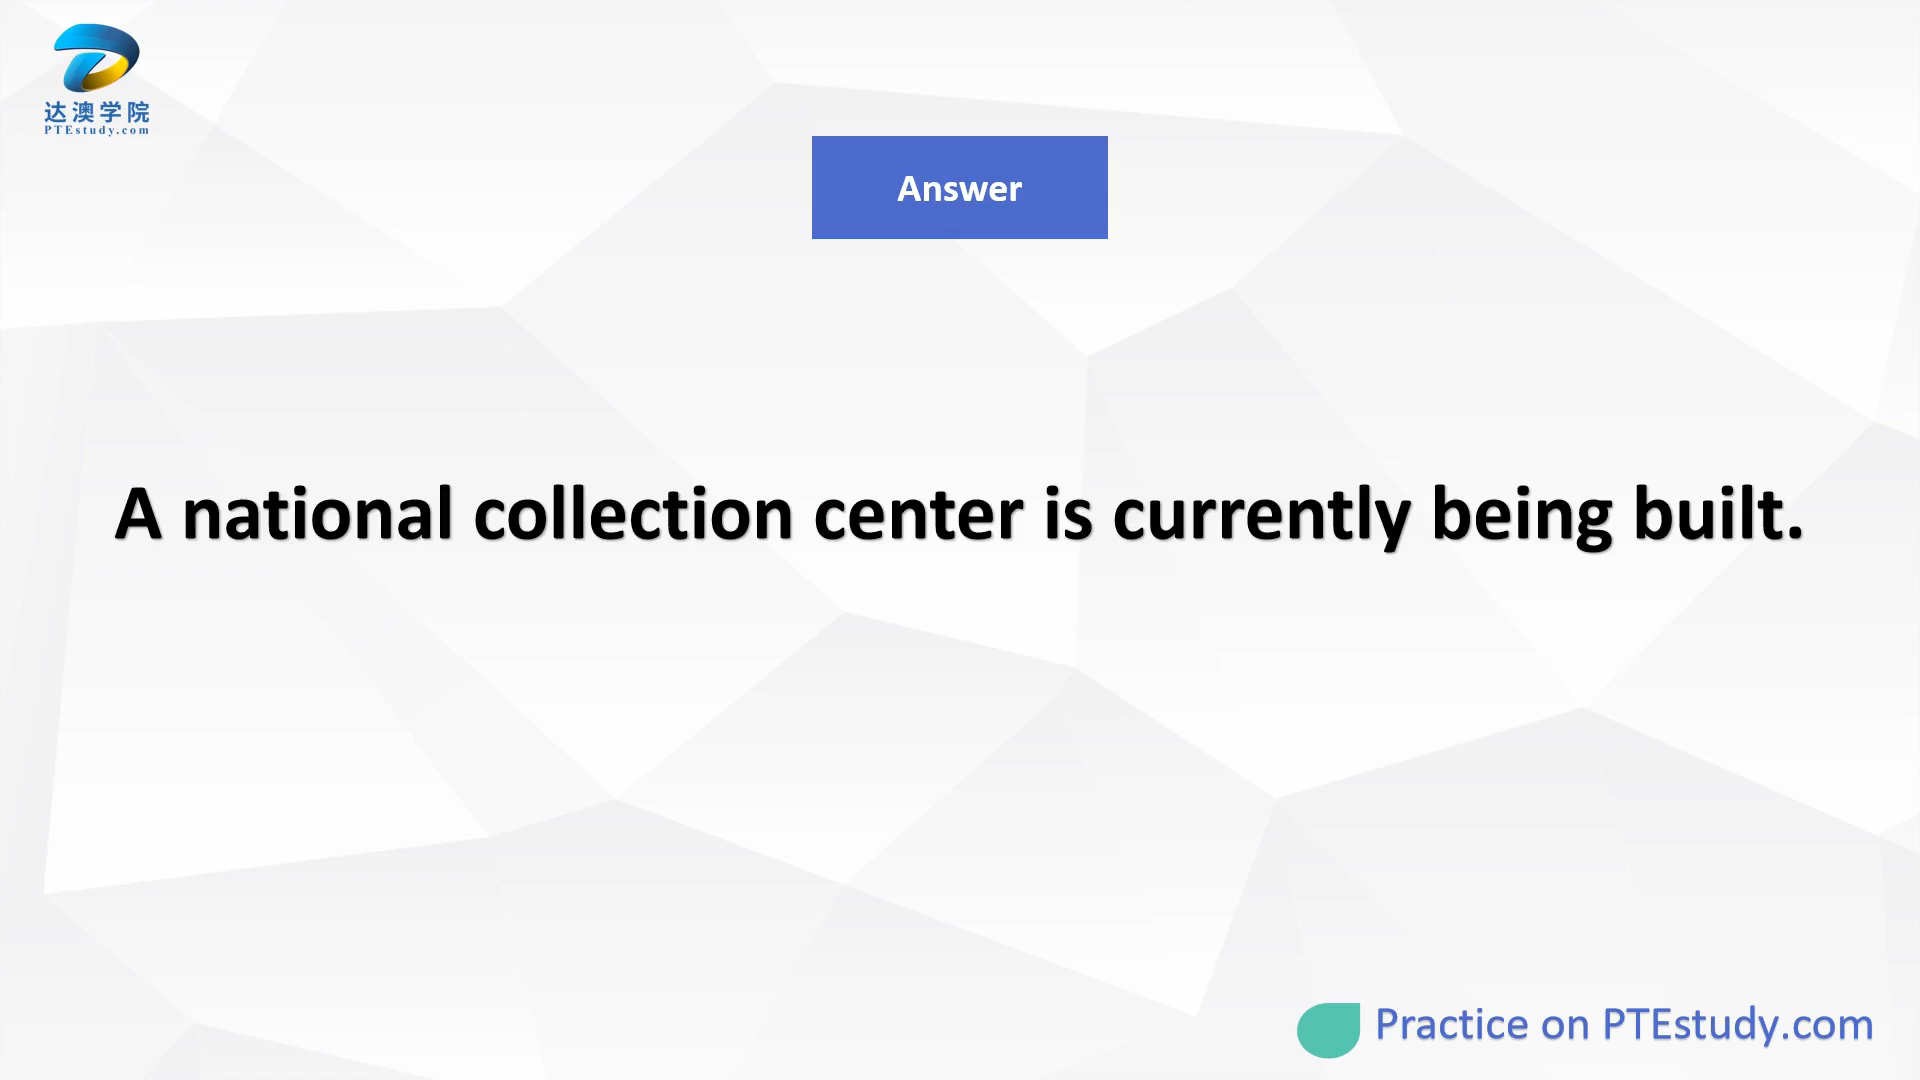 达澳学院
PTEstudy.com
Answer
A national collection center is currently being built.
Practice on PTEstudy.com